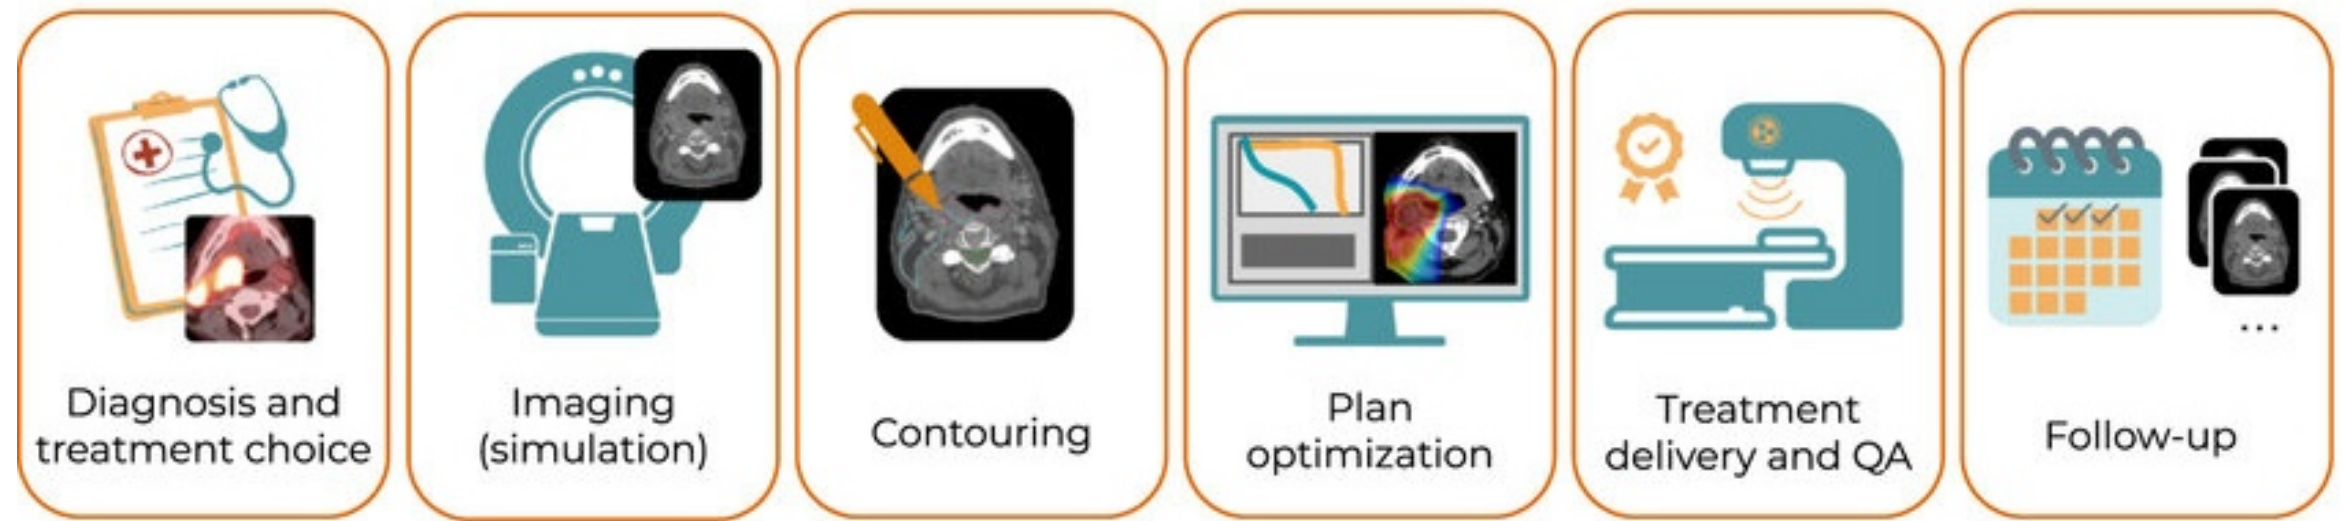 Diagnosis and
treatment choice
Imaging
(simulation)
Contouring
Plan
optimization
Treatment
delivery and QA
Follow-up
...